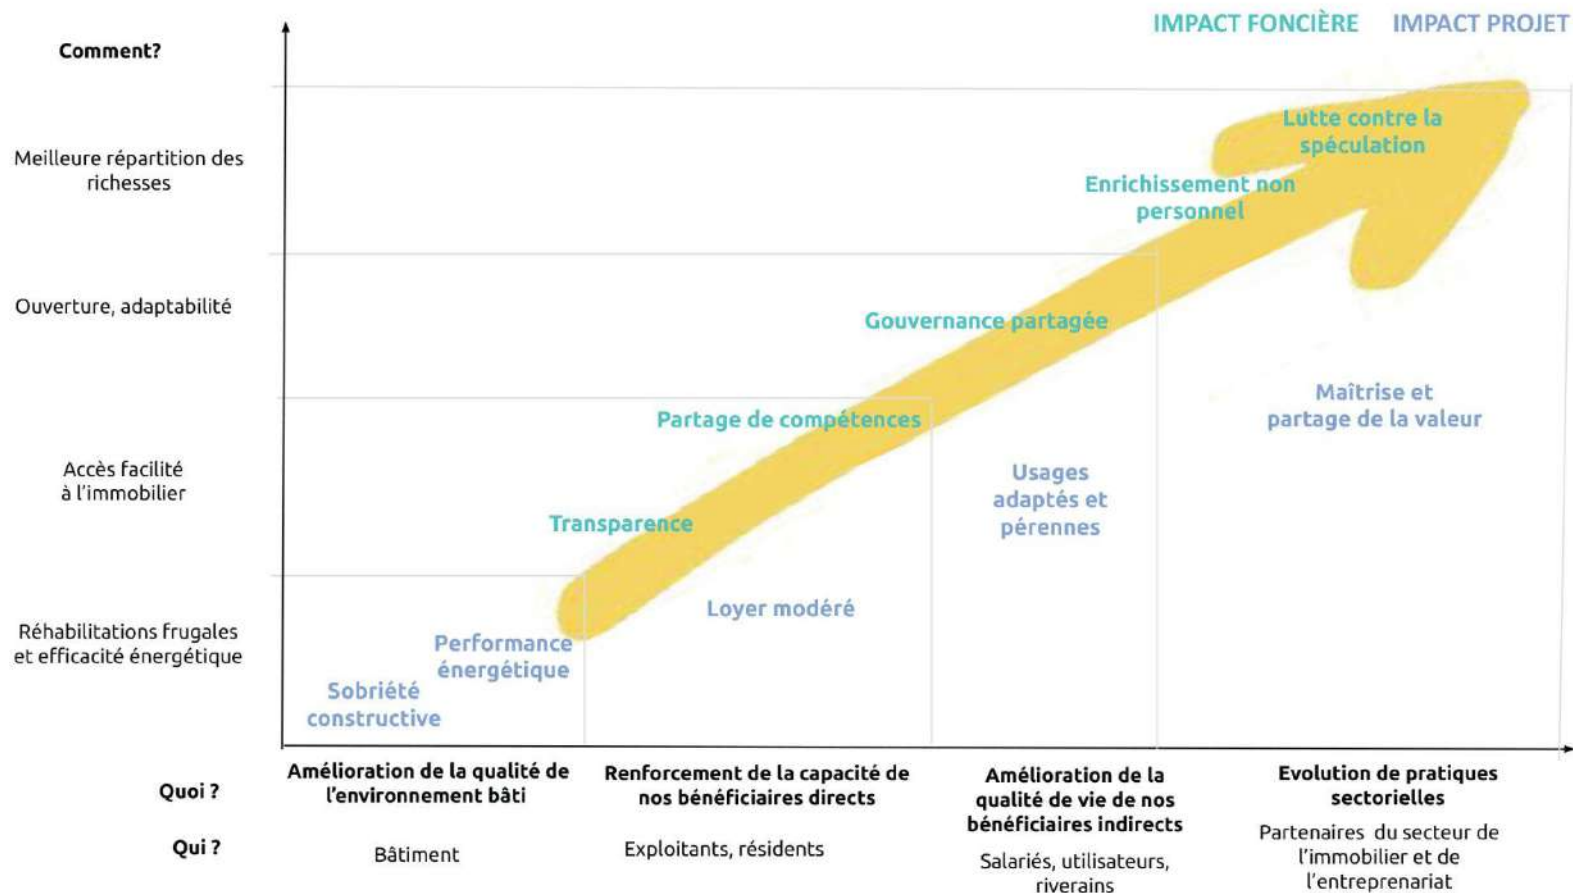 IMPACT FONCIÈRE IMPACT PROJET
Comment?
Meilleure répartition des
richesses
Ouverture, adaptabilité
Accès facilité
à l'immobilier
Réhabilitations frugales
et efficacité énergétique
Lutte contre la
spéculation
Enrichissement non
personnel
Gouvernance partagée
Maîtrise et
partage de la valeur
Partage de compétences
Usages
adaptés et
pérennes
Transparence
Loyer modéré
Performance
énergétique
Sobriété
constructive
Quoi ?
Amélioration de la qualité de
l'environnement bâti
Renforcement de la capacité de
nos bénéficiaires directs
Amélioration de la
qualité de vie de nos
bénéficiaires indirects
Evolution de pratiques
sectorielles
Qui ?
Bâtiment
Exploitants, résidents
Salariés, utilisateurs,
riverains
Partenaires du secteur de
l'immobilier et de
l'entreprenariat